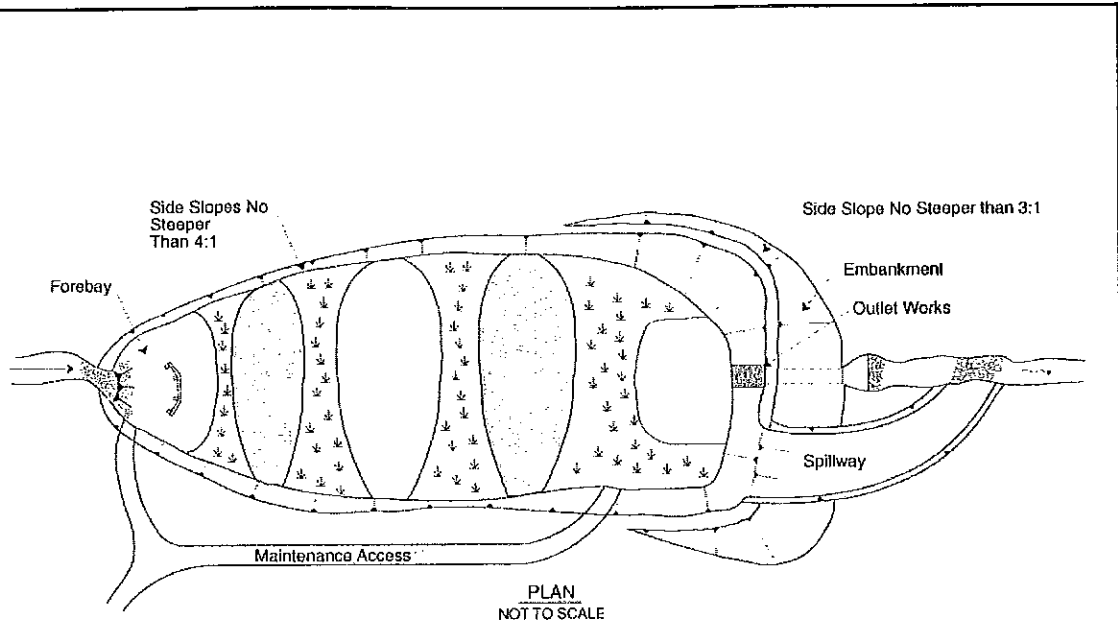 Side Slopes No
Steeper
Than 4:1
Side Slope No Steeper than 3:1
Forebay
Embankment
Outlet Works
Spillway
Maintenance Access
PLAN
NOT TO SCALE